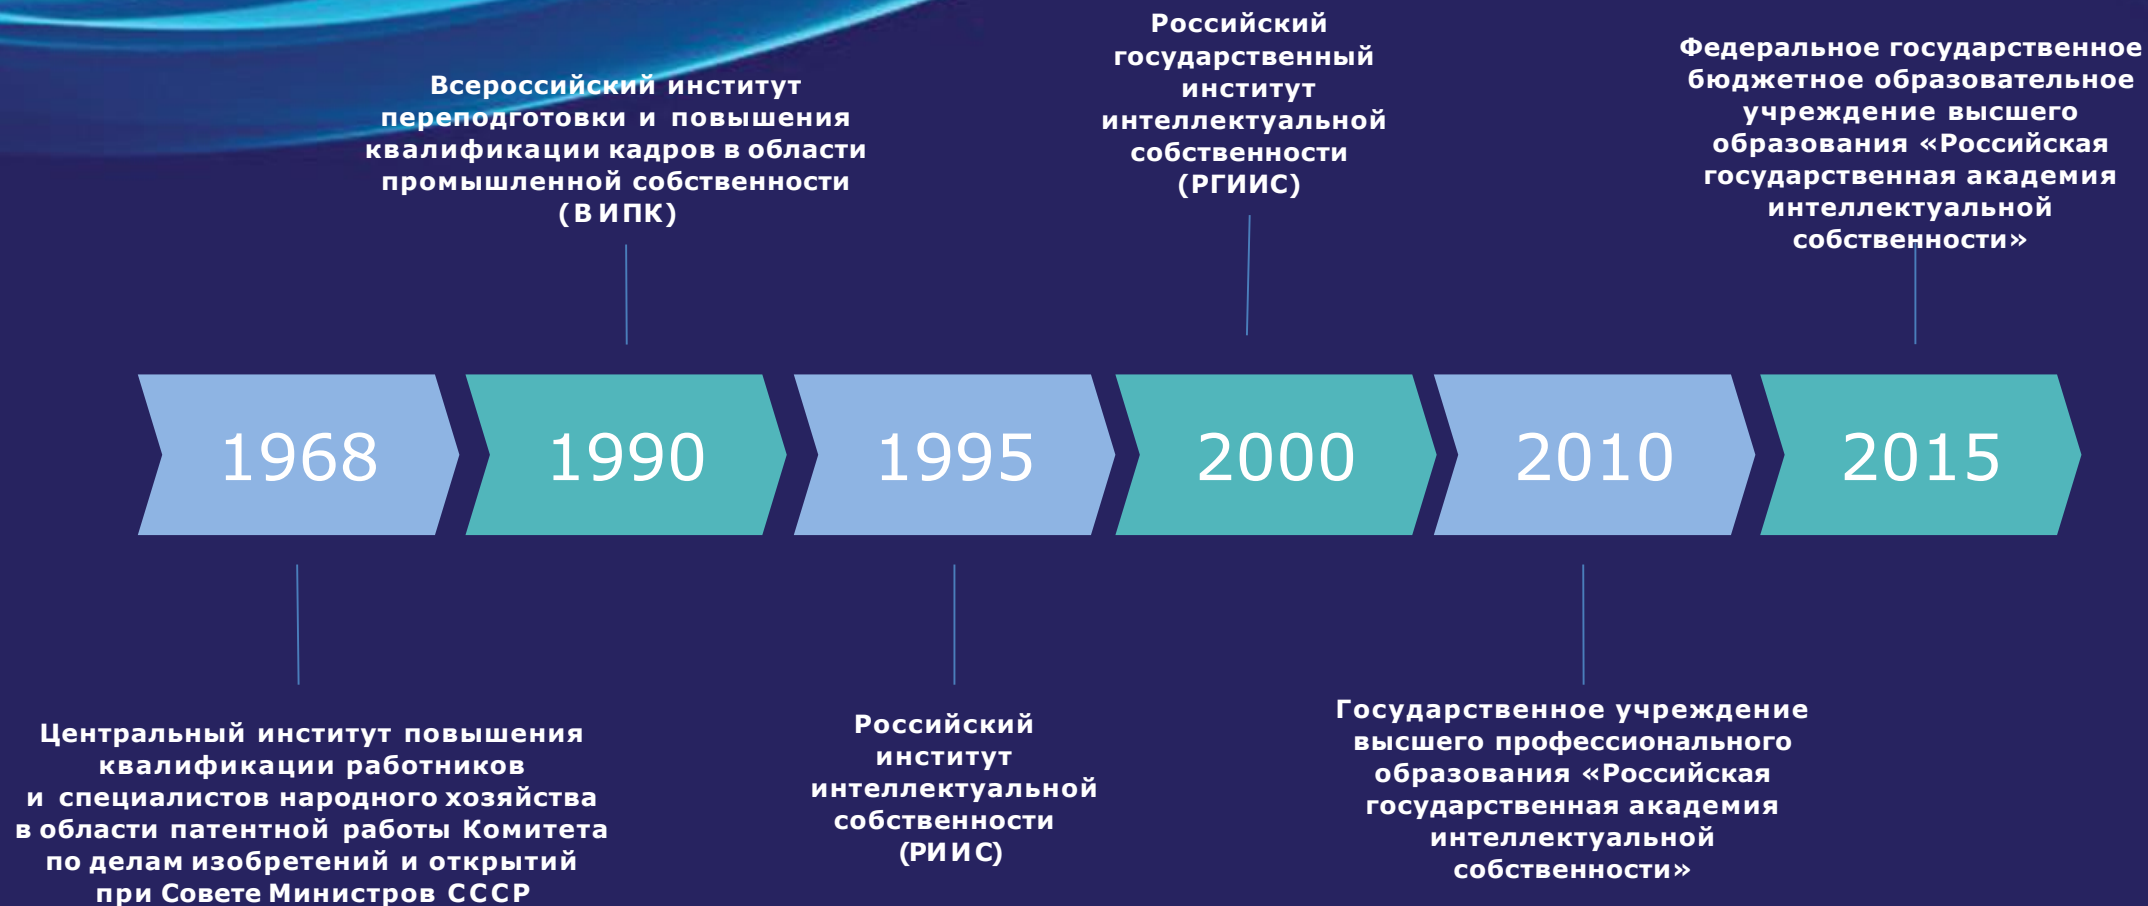 Всероссийский институт
переподготовки и повышения
квалификации кадров в области
промышленной собственности
(ВИПК)
Российский
государственный
институт
интеллектуальной
собственности
(РГИИС)
Федеральное государственное
бюджетное образовательное
учреждение высшего
образования «Российская
государственная академия
интеллектуальной
собственности»
1968
1990
1995
2000
2010
2015
Центральный институт повышения
квалификации работников
и специалистов народного хозяйства
в области патентной работы Комитета
по делам изобретений и открытий
при Совете Министров СССР
Российский
институт
интеллектуальной
собственности
(РИИС)
Государственное учреждение
высшего профессионального
образования «Российская
государственная академия
интеллектуальной
собственности»